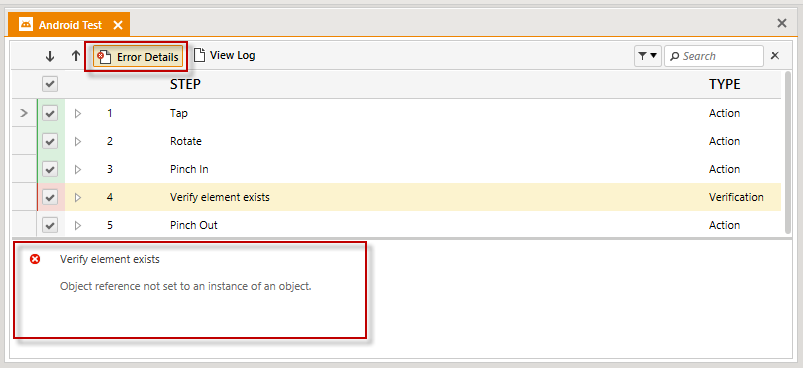 Android Test
Error Details View Log Search
STEP TYPE
1 Tap Action
2 Rotate Action
3 Pinch In Action
4 Verify element exists Verification
5 Pinch Out Action
Verify element exists
Object reference not set to an instance of an object.